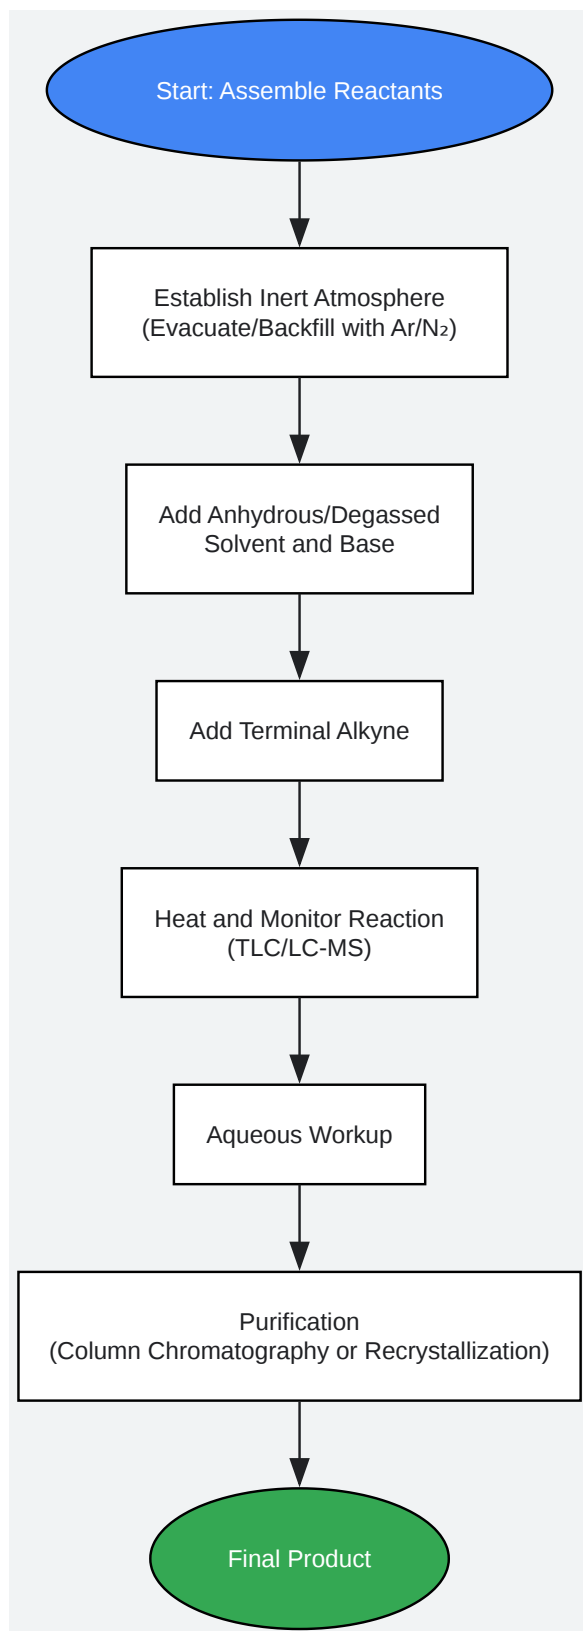 Start: Assemble Reactants
Establish Inert Atmosphere
(Evacuate/Backfill with Ar/N₂)
Add Anhydrous/Degassed
Solvent and Base
Add Terminal Alkyne
Heat and Monitor Reaction
(TLC/LC-MS)
Aqueous Workup
Purification
(Column Chromatography or Recrystallization)
Final Product